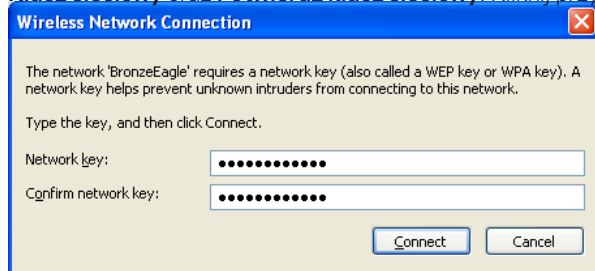 Wireless Network Connection
The network 'BronzeEagle' requires a network key (also called a WEP key or WPA key). A
network key helps prevent unknown intruders from connecting to this network.
Type the key, and then click Connect.
Network key: ••••••••••••
Confirm network key: ••••••••••••
Connect Cancel